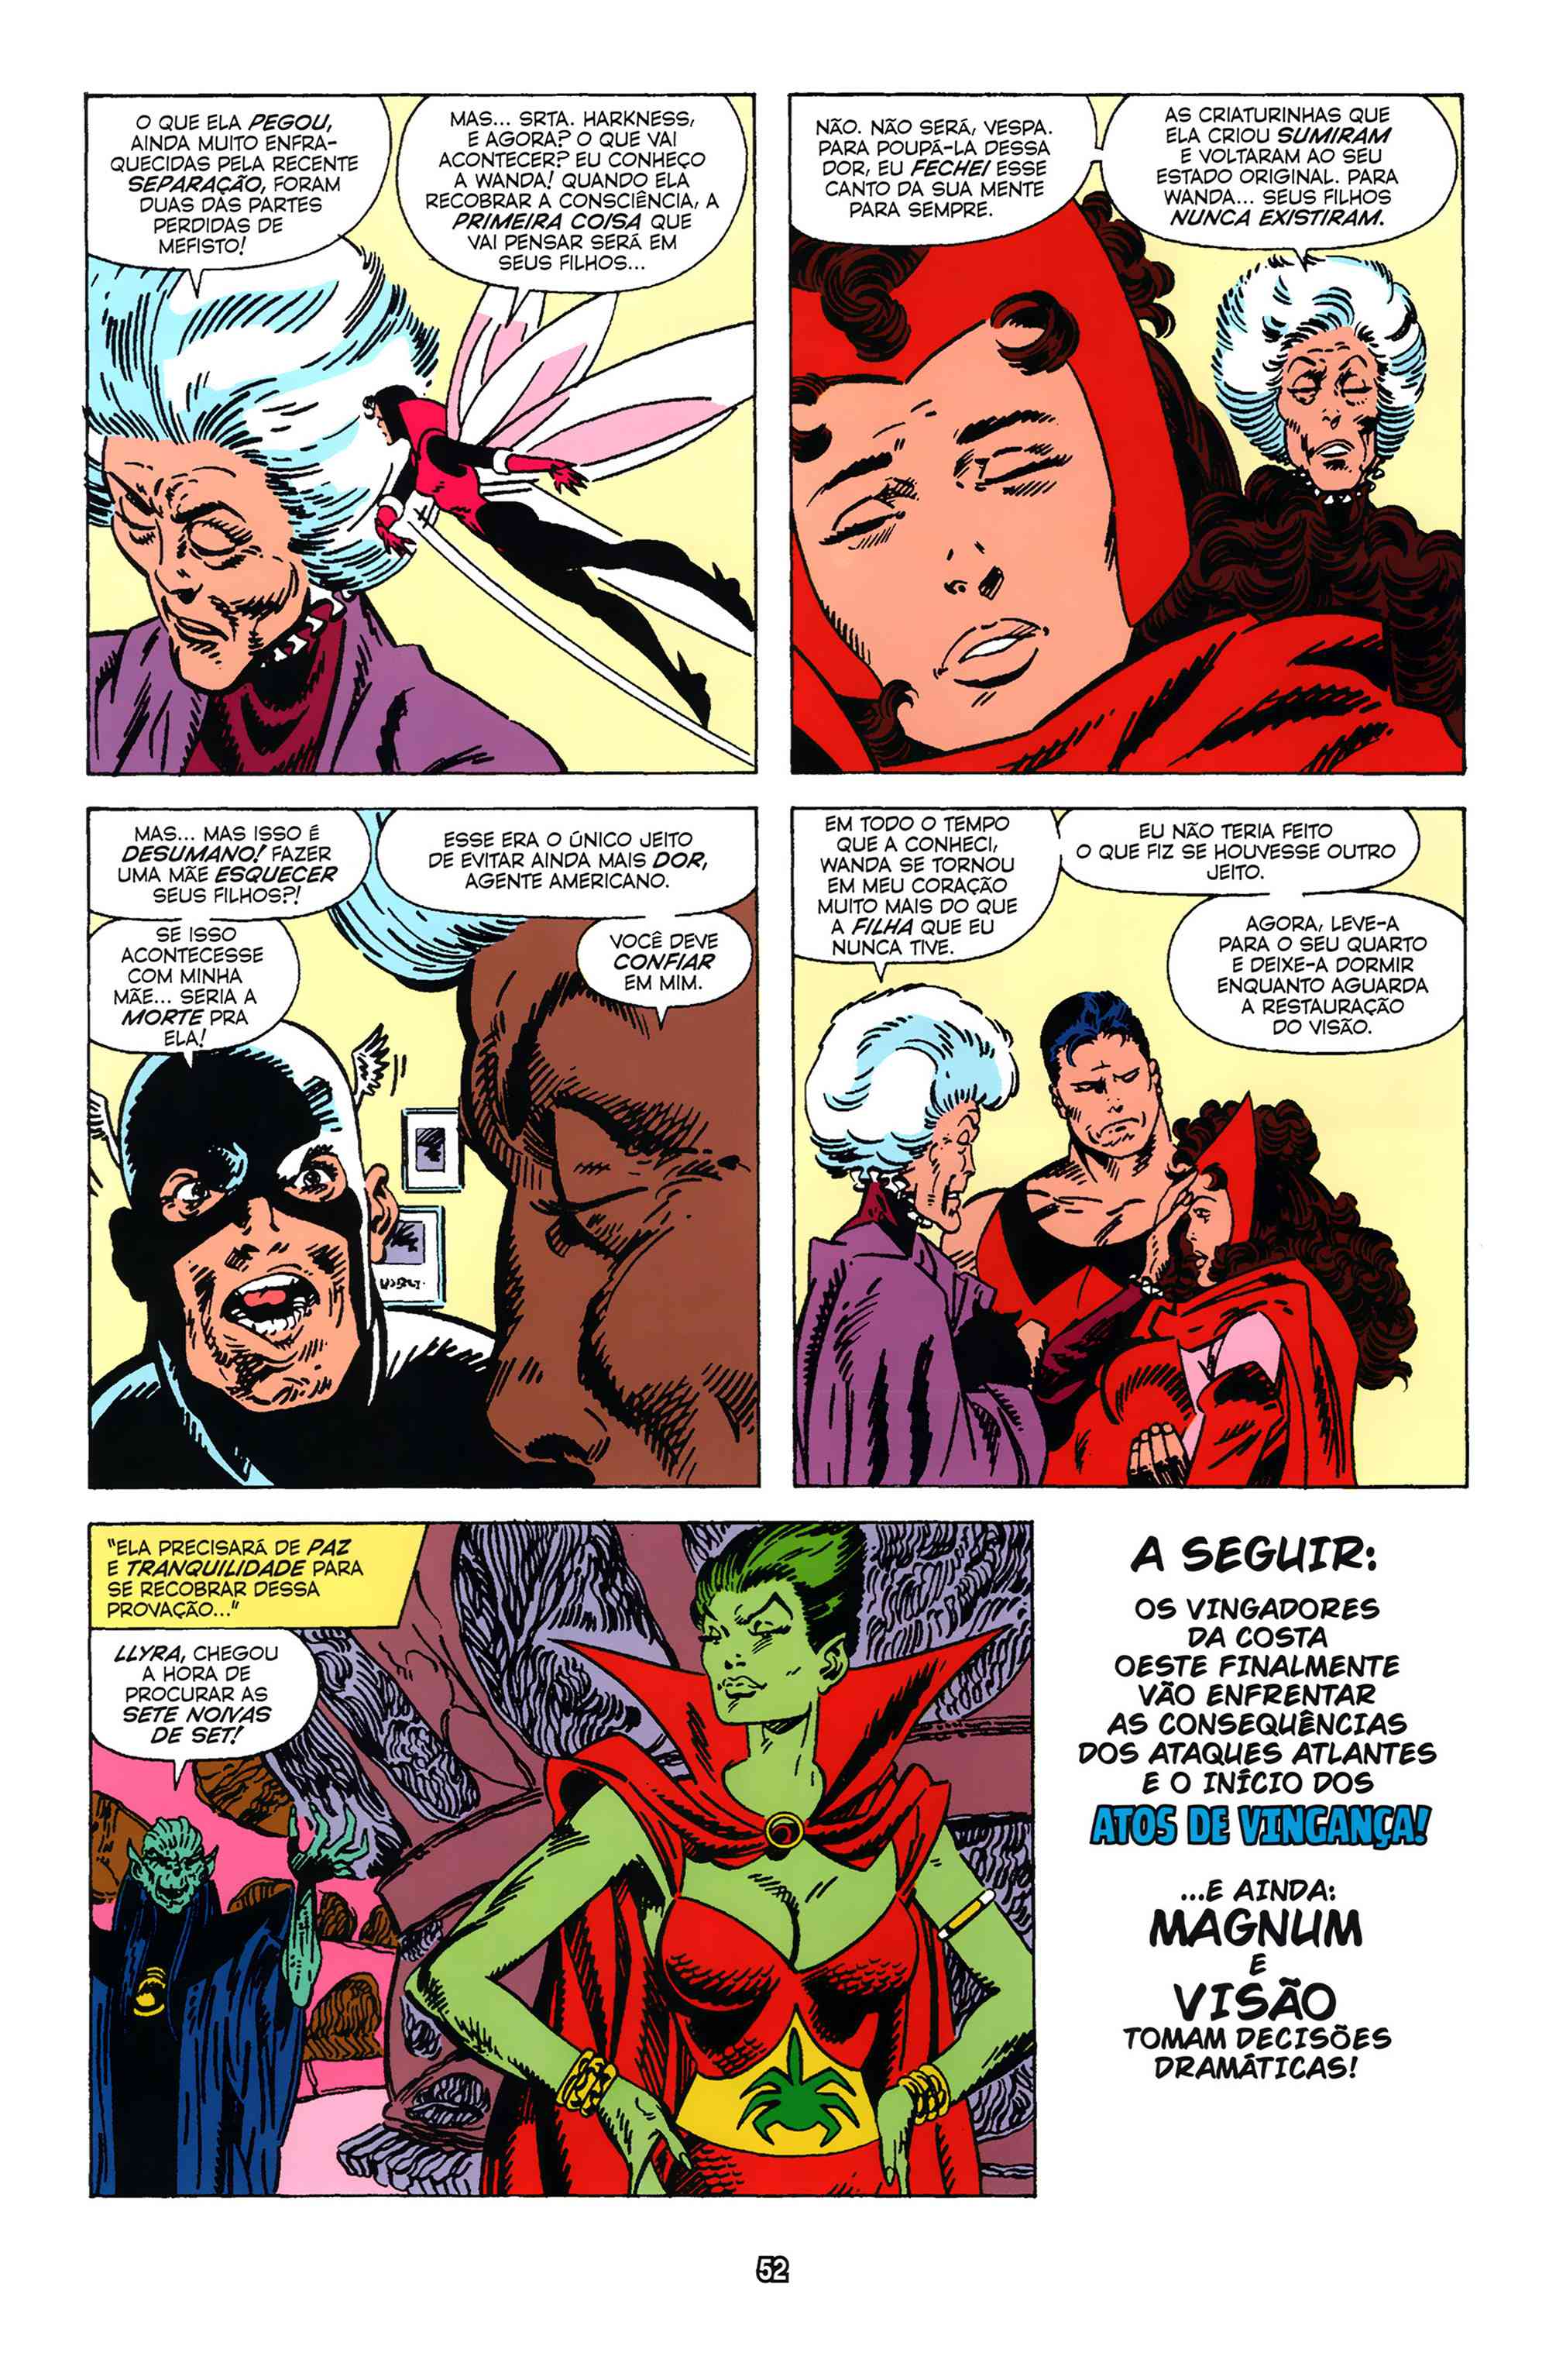 O QUE ELA PEGOU,
AINDA MUITO ENFRA-
QUECIDAS PELA RECENTE
SEPARAÇÃO, FORAM
DUAS DAS PARTES
PERDIDAS DE
MEFISTO!
MAS... SRTA. HARKNESS,
E AGORA? O QUE VAI
ACONTECER? EU CONHEÇO
A WANDA! QUANDO ELA
RECOBRAR A CONSCIÊNCIA, A
PRIMEIRA COISA QUE
VAI PENSAR SERÁ EM
SEUS FILHOS...
NÃO. NÃO SERÁ, VESPA.
PARA POUPÁ-LA DESSA
DOR, EU FECHEI ESSE
CANTO DA SUA MENTE
PARA SEMPRE.
AS CRIATURINHAS QUE
ELA CRIOU SUMIRAM
E VOLTARAM AO SEU
ESTADO ORIGINAL. PARA
WANDA... SEUS FILHOS
NUNCA EXISTIRAM.
MAS... MAS ISSO É
DESUMANO! FAZER
UMA MÃE ESQUECER
SEUS FILHOS?!
SE ISSO
ACONTECESSE
COM MINHA
MÃE... SERIA A
MORTE PRA
ELA!
ESSE ERA O ÚNICO JEITO
DE EVITAR AINDA MAIS DOR,
AGENTE AMERICANO.
VOCÊ DEVE
CONFIAR
EM MIM.
EM TODO O TEMPO
QUE A CONHECI,
WANDA SE TORNOU
EM MEU CORAÇÃO
MUITO MAIS DO QUE
A FILHA QUE EU
NUNCA TIVE.
EU NÃO TERIA FEITO
O QUE FIZ SE HOUVESSE OUTRO
JEITO.
AGORA, LEVE-A
PARA O SEU QUARTO
E DEIXE-A DORMIR
ENQUANTO AGUARDA
A RESTAURAÇÃO
DO VISÃO.
"ELA PRECISARÁ DE PAZ
E TRANQUILIDADE PARA
SE RECOBRAR DESSA
PROVAÇÃO..."
LLYRA, CHEGOU
A HORA DE
PROCURAR AS
SETE NOIVAS
DE SET!
A SEGUIR:
OS VINGADORES
DA COSTA
OESTE FINALMENTE
VÃO ENFRENTAR
AS CONSEQUÊNCIAS
DOS ATAQUES ATLANTES
E O INÍCIO DOS
ATOS DE VINGANÇA!
...E AINDA:
MAGNUM
E
VISÃO
TOMAM DECISÕES
DRAMÁTICAS!
52